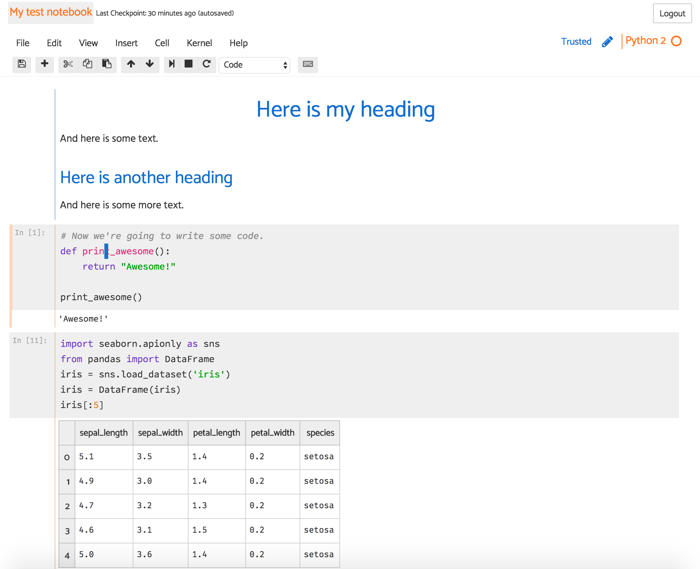 My test notebook Last Checkpoint: 30 minutes ago (autosaved) Logout
File Edit View Insert Cell Kernel Help Trusted Python 2
Code
Here is my heading
And here is some text.
Here is another heading
And here is some more text.
In [1]: # Now we're going to write some code.
def print_awesome():
    return "Awesome!"
print_awesome()
'Awesome!'
In [11]: import seaborn.apionly as sns
from pandas import DataFrame
iris = sns.load_dataset('iris')
iris = DataFrame(iris)
iris[:5]
sepal_length sepal_width petal_length petal_width species
0 5.1 3.5 1.4 0.2 setosa
1 4.9 3.0 1.4 0.2 setosa
2 4.7 3.2 1.3 0.2 setosa
3 4.6 3.1 1.5 0.2 setosa
4 5.0 3.6 1.4 0.2 setosa